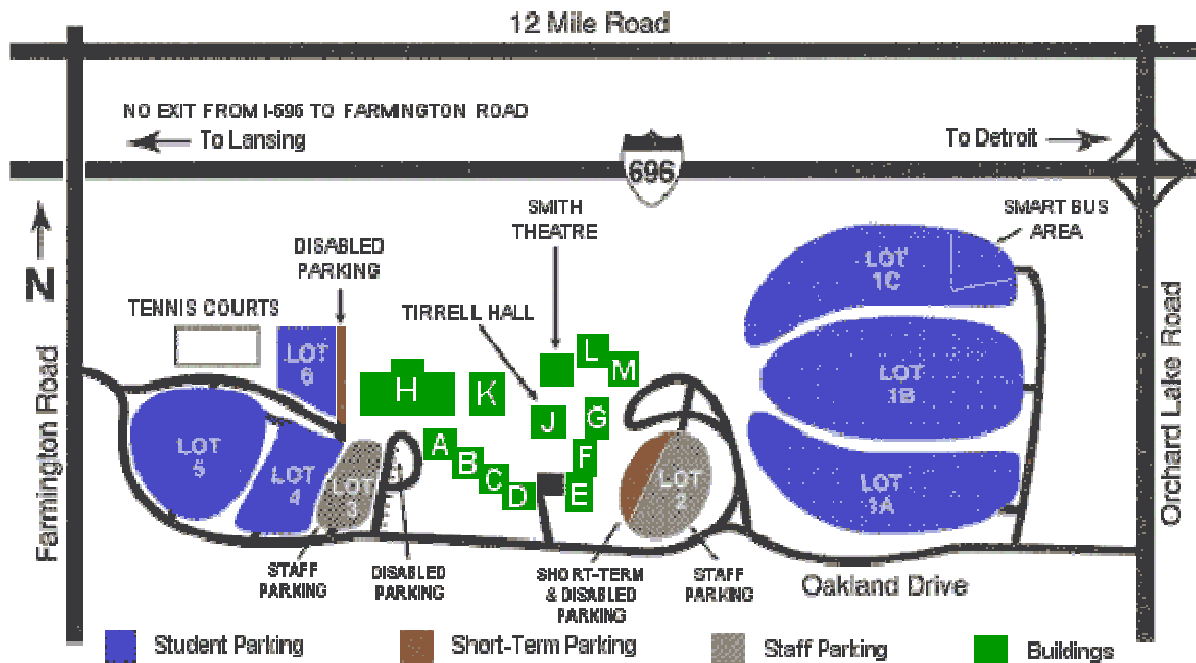 12 Mile Road
NO EXIT FROM I-696 TO FARMINGTON ROAD
To Lansing
To Detroit
696
SMITH
THEATRE
SMART BUS
AREA
DISABLED
PARKING
N
TENNIS COURTS
TIRRELL HALL
LOT
1C
LOT
6
L
M
H
K
J
G
LOT
1B
Farmington Road
Orchard Lake Road
LOT
5
LOT
4
LOT
3
A
B
C
D
E
F
LOT
2
LOT
1A
STAFF
PARKING
DISABLED
PARKING
SHORT-TERM
& DISABLED
PARKING
STAFF
PARKING
Oakland Drive
Student Parking
Short-Term Parking
Staff Parking
Buildings